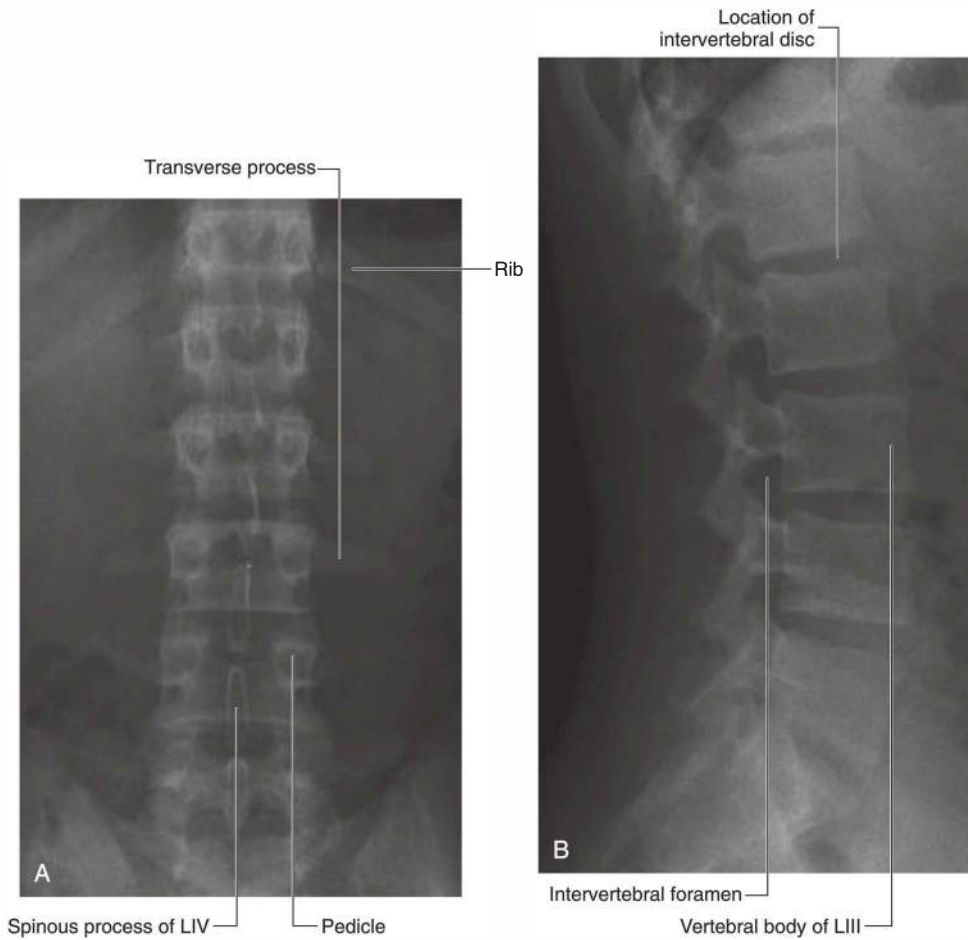 Location of
intervertebral disc
Transverse process
Rib
A
B
Intervertebral foramen
Spinous process of LIV
Pedicle
Vertebral body of LIII